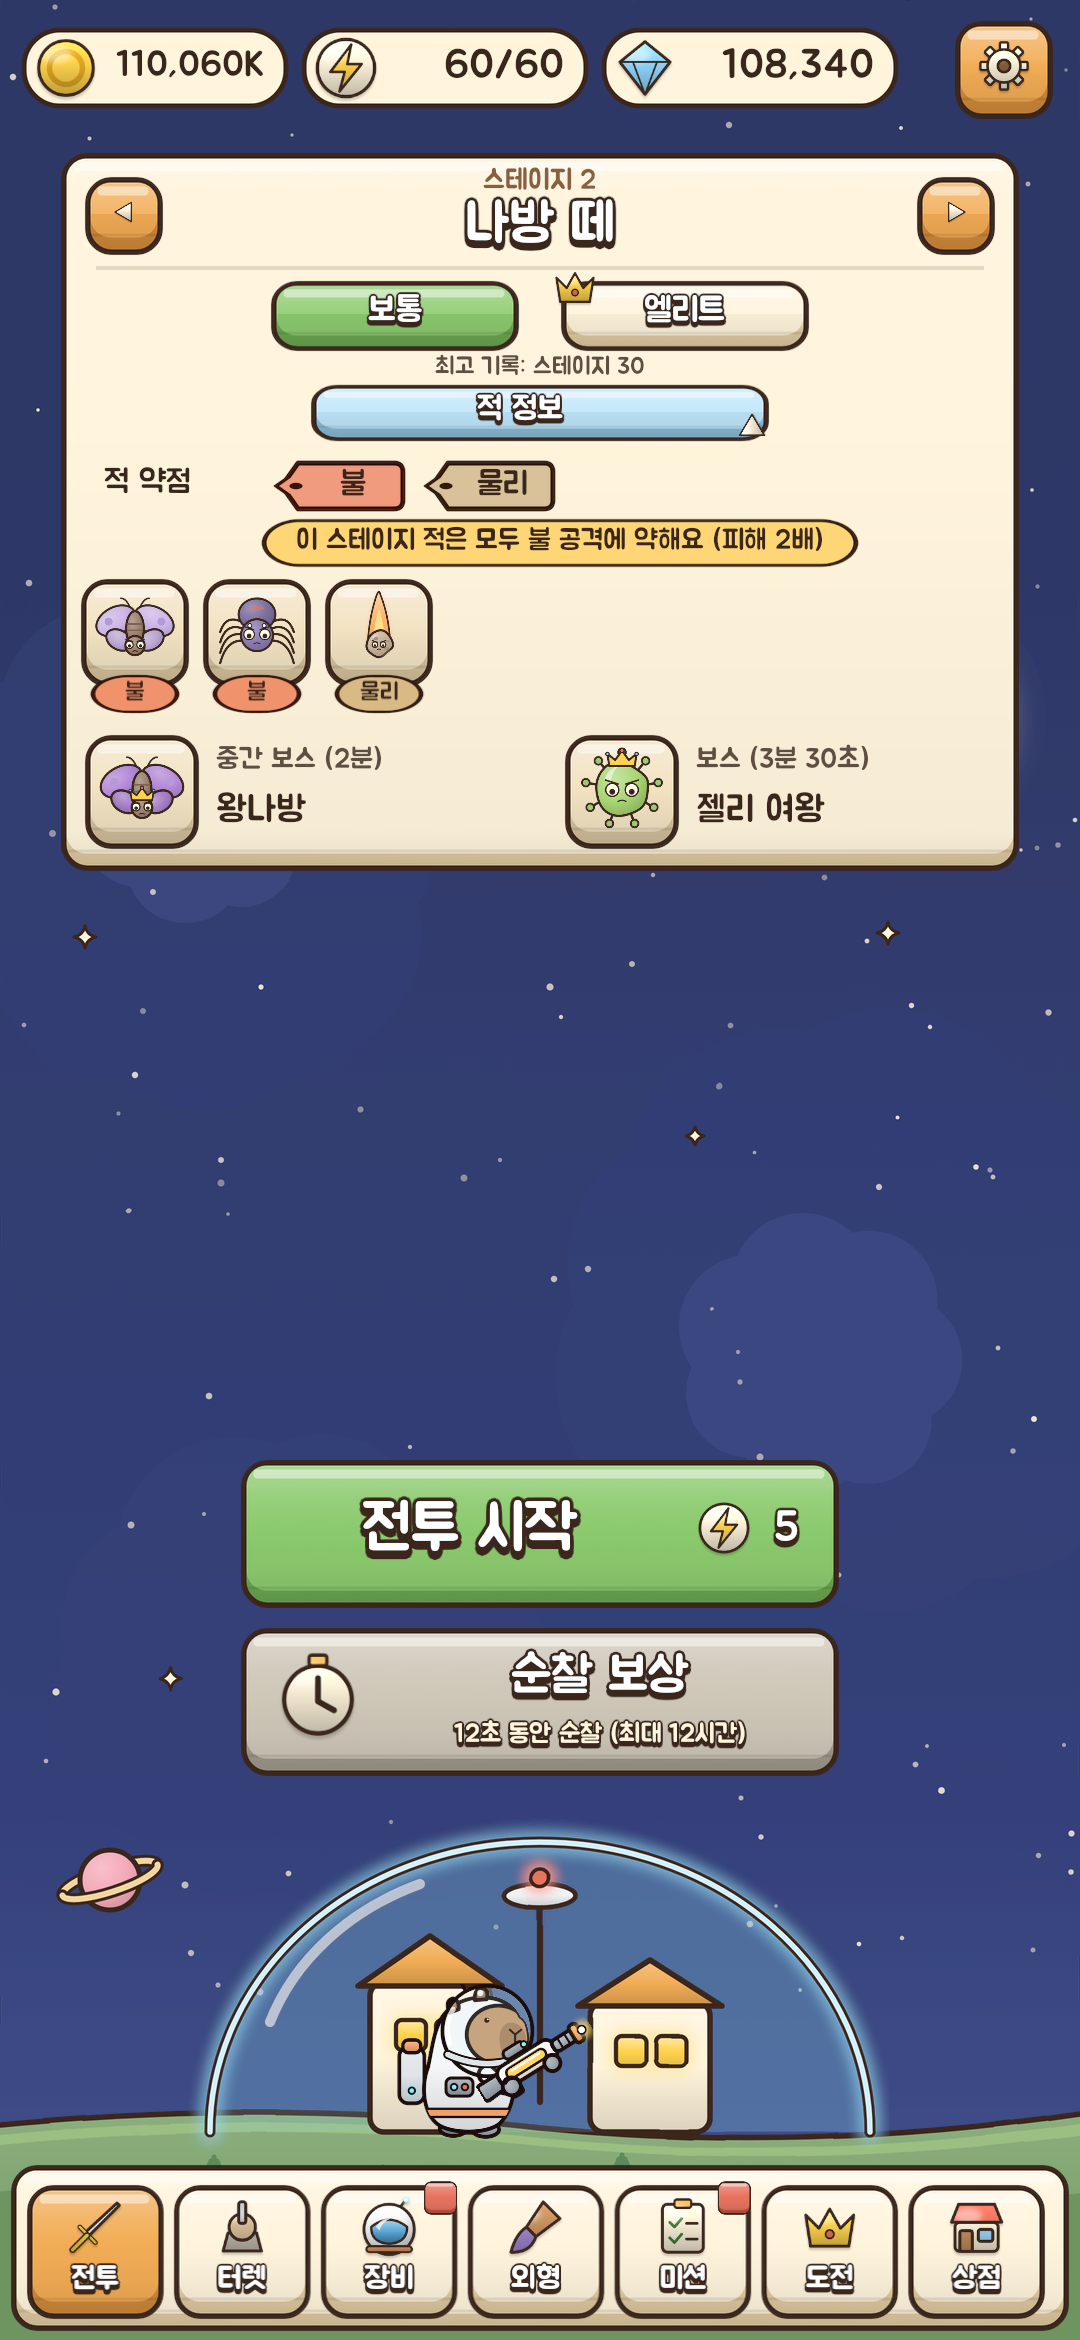 110,060K
60/60
108,340
스테이지 2
나방 떼
보통
엘리트
최고 기록: 스테이지 30
적 정보
적 약점
불
물리
이 스테이지 적은 모두 불 공격에 약해요 (피해 2배)
불
불
물리
중간 보스 (2분)
왕나방
보스 (3분 30초)
젤리 여왕
전투 시작
5
순찰 보상
12초 동안 순찰 (최대 12시간)
전투
터렛
장비
외형
미션
도전
상점